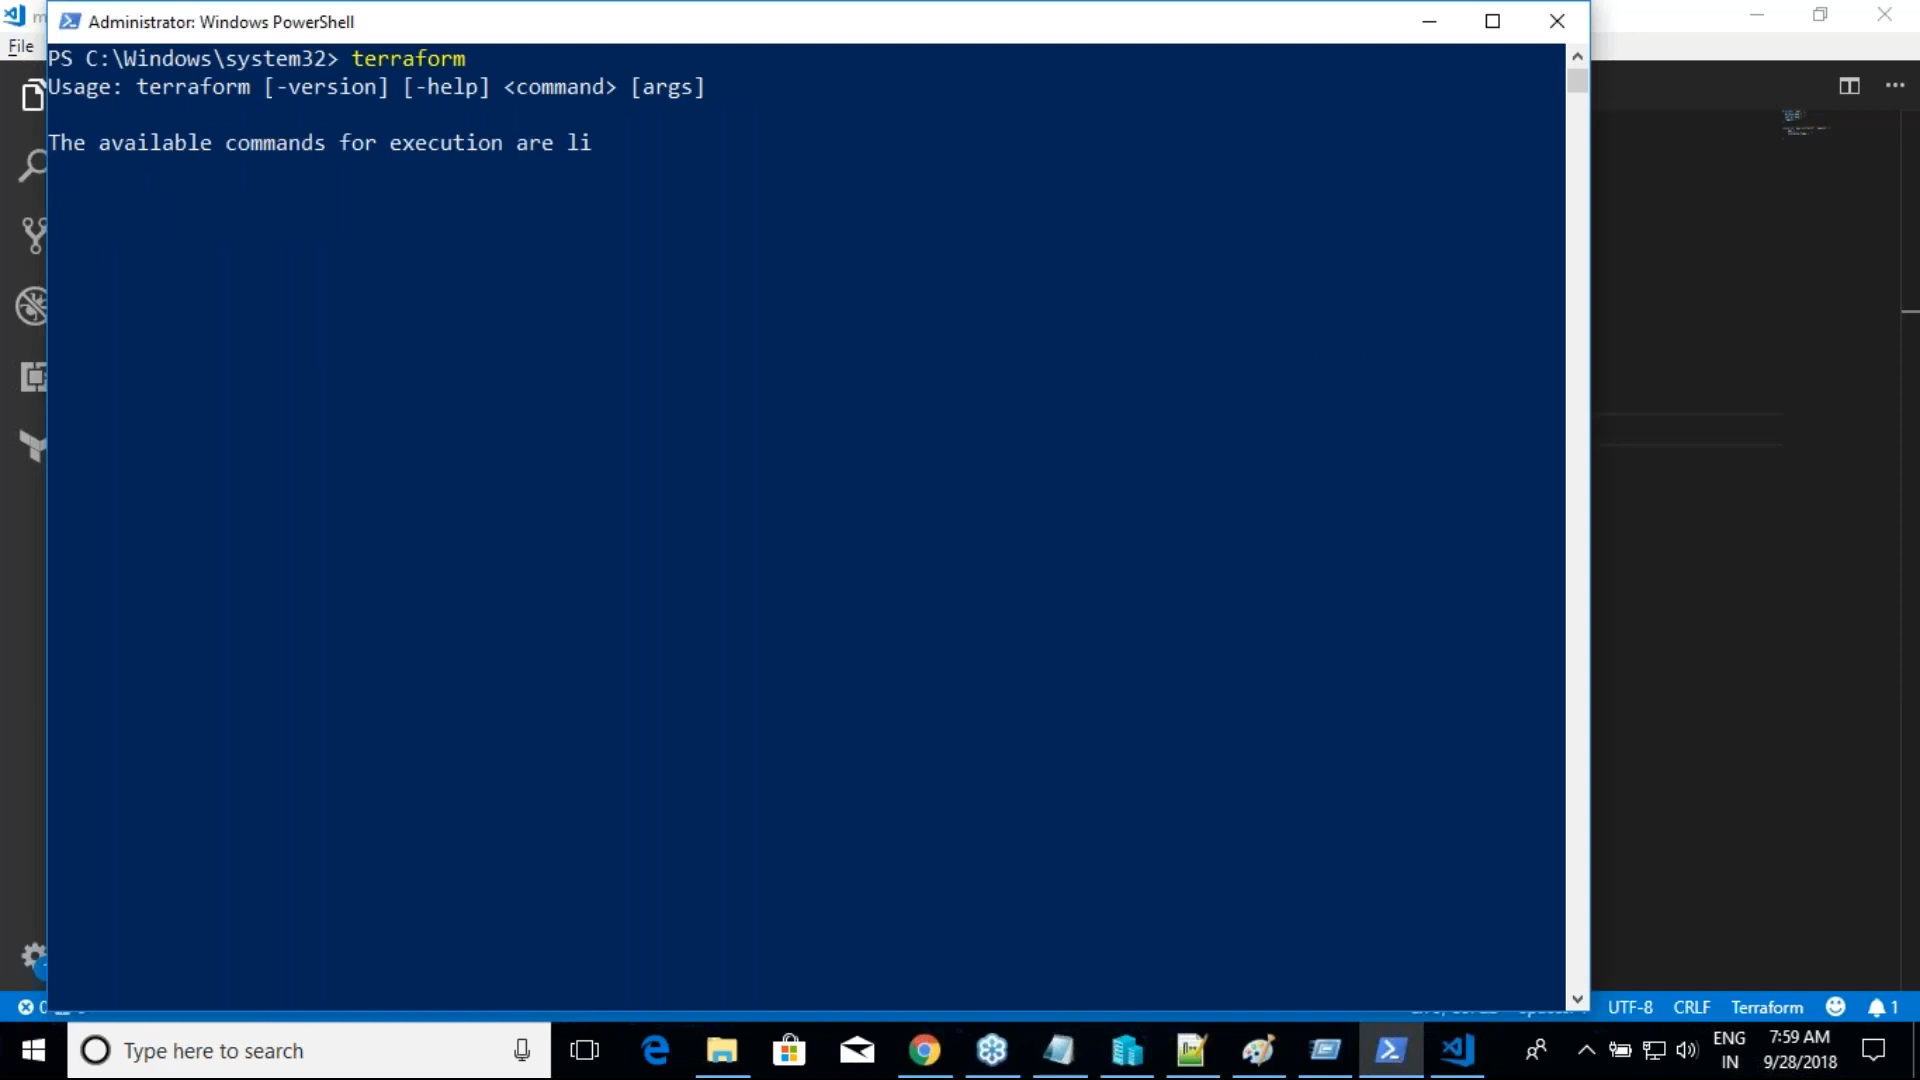 Administrator: Windows PowerShell
File
PS C:\Windows\system32> terraform
Usage: terraform [-version] [-help] <command> [args]
The available commands for execution are li
UTF-8 CRLF Terraform 1
Type here to search
ENG
IN
7:59 AM
9/28/2018